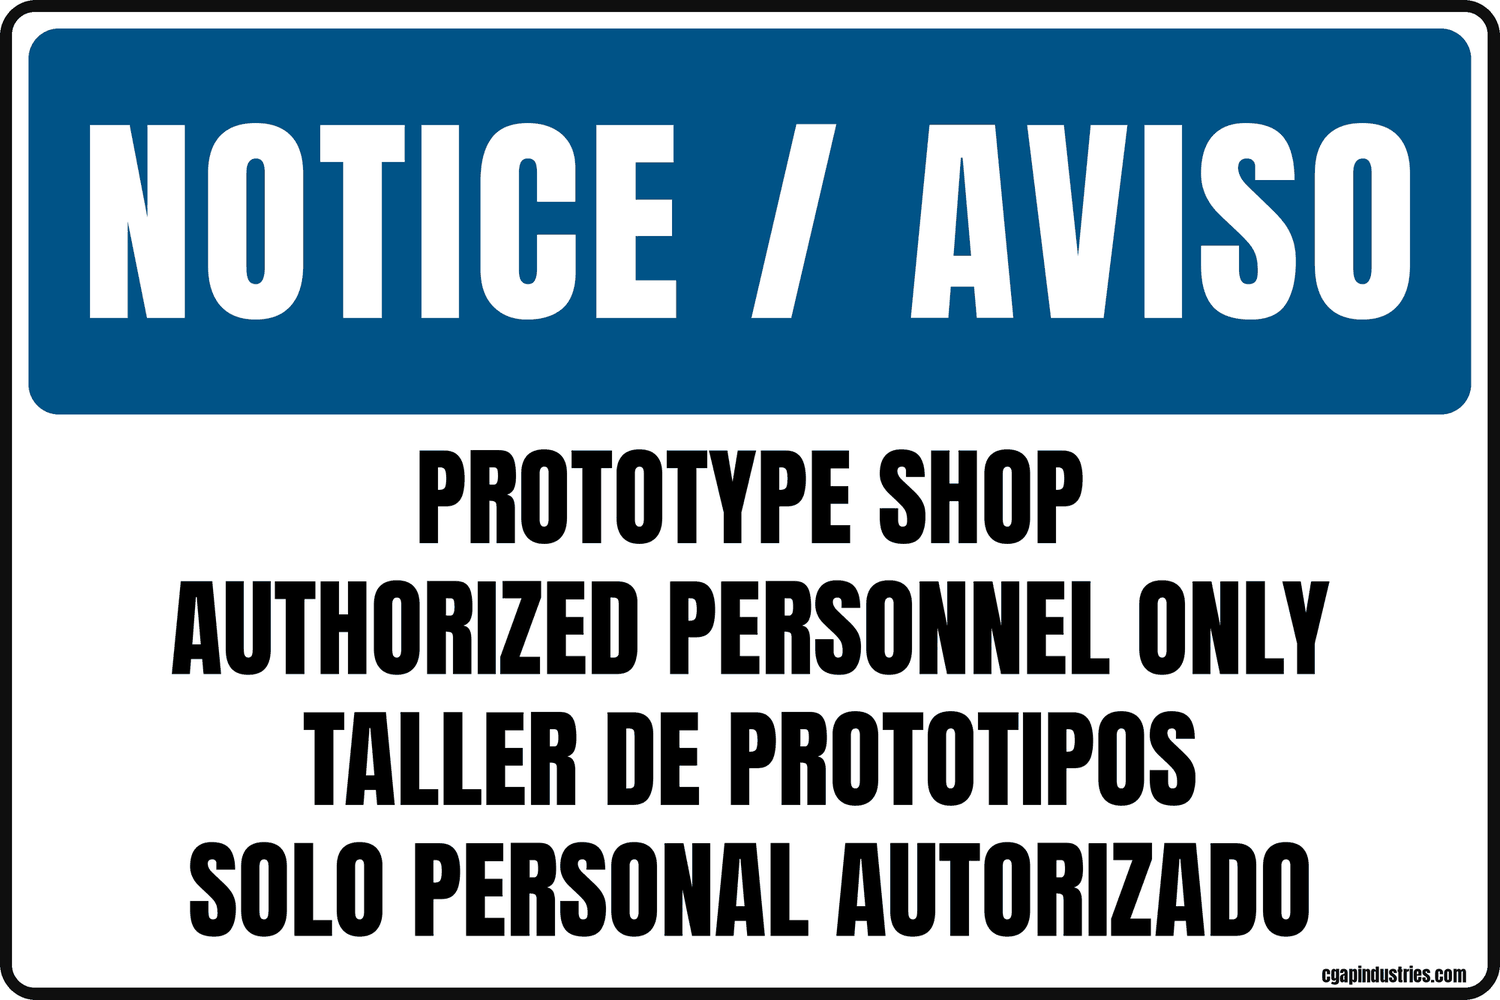 NOTICE / AVISO
PROTOTYPE SHOP
AUTHORIZED PERSONNEL ONLY
TALLER DE PROTOTIPOS
SOLO PERSONAL AUTORIZADO
cgapindustries.com